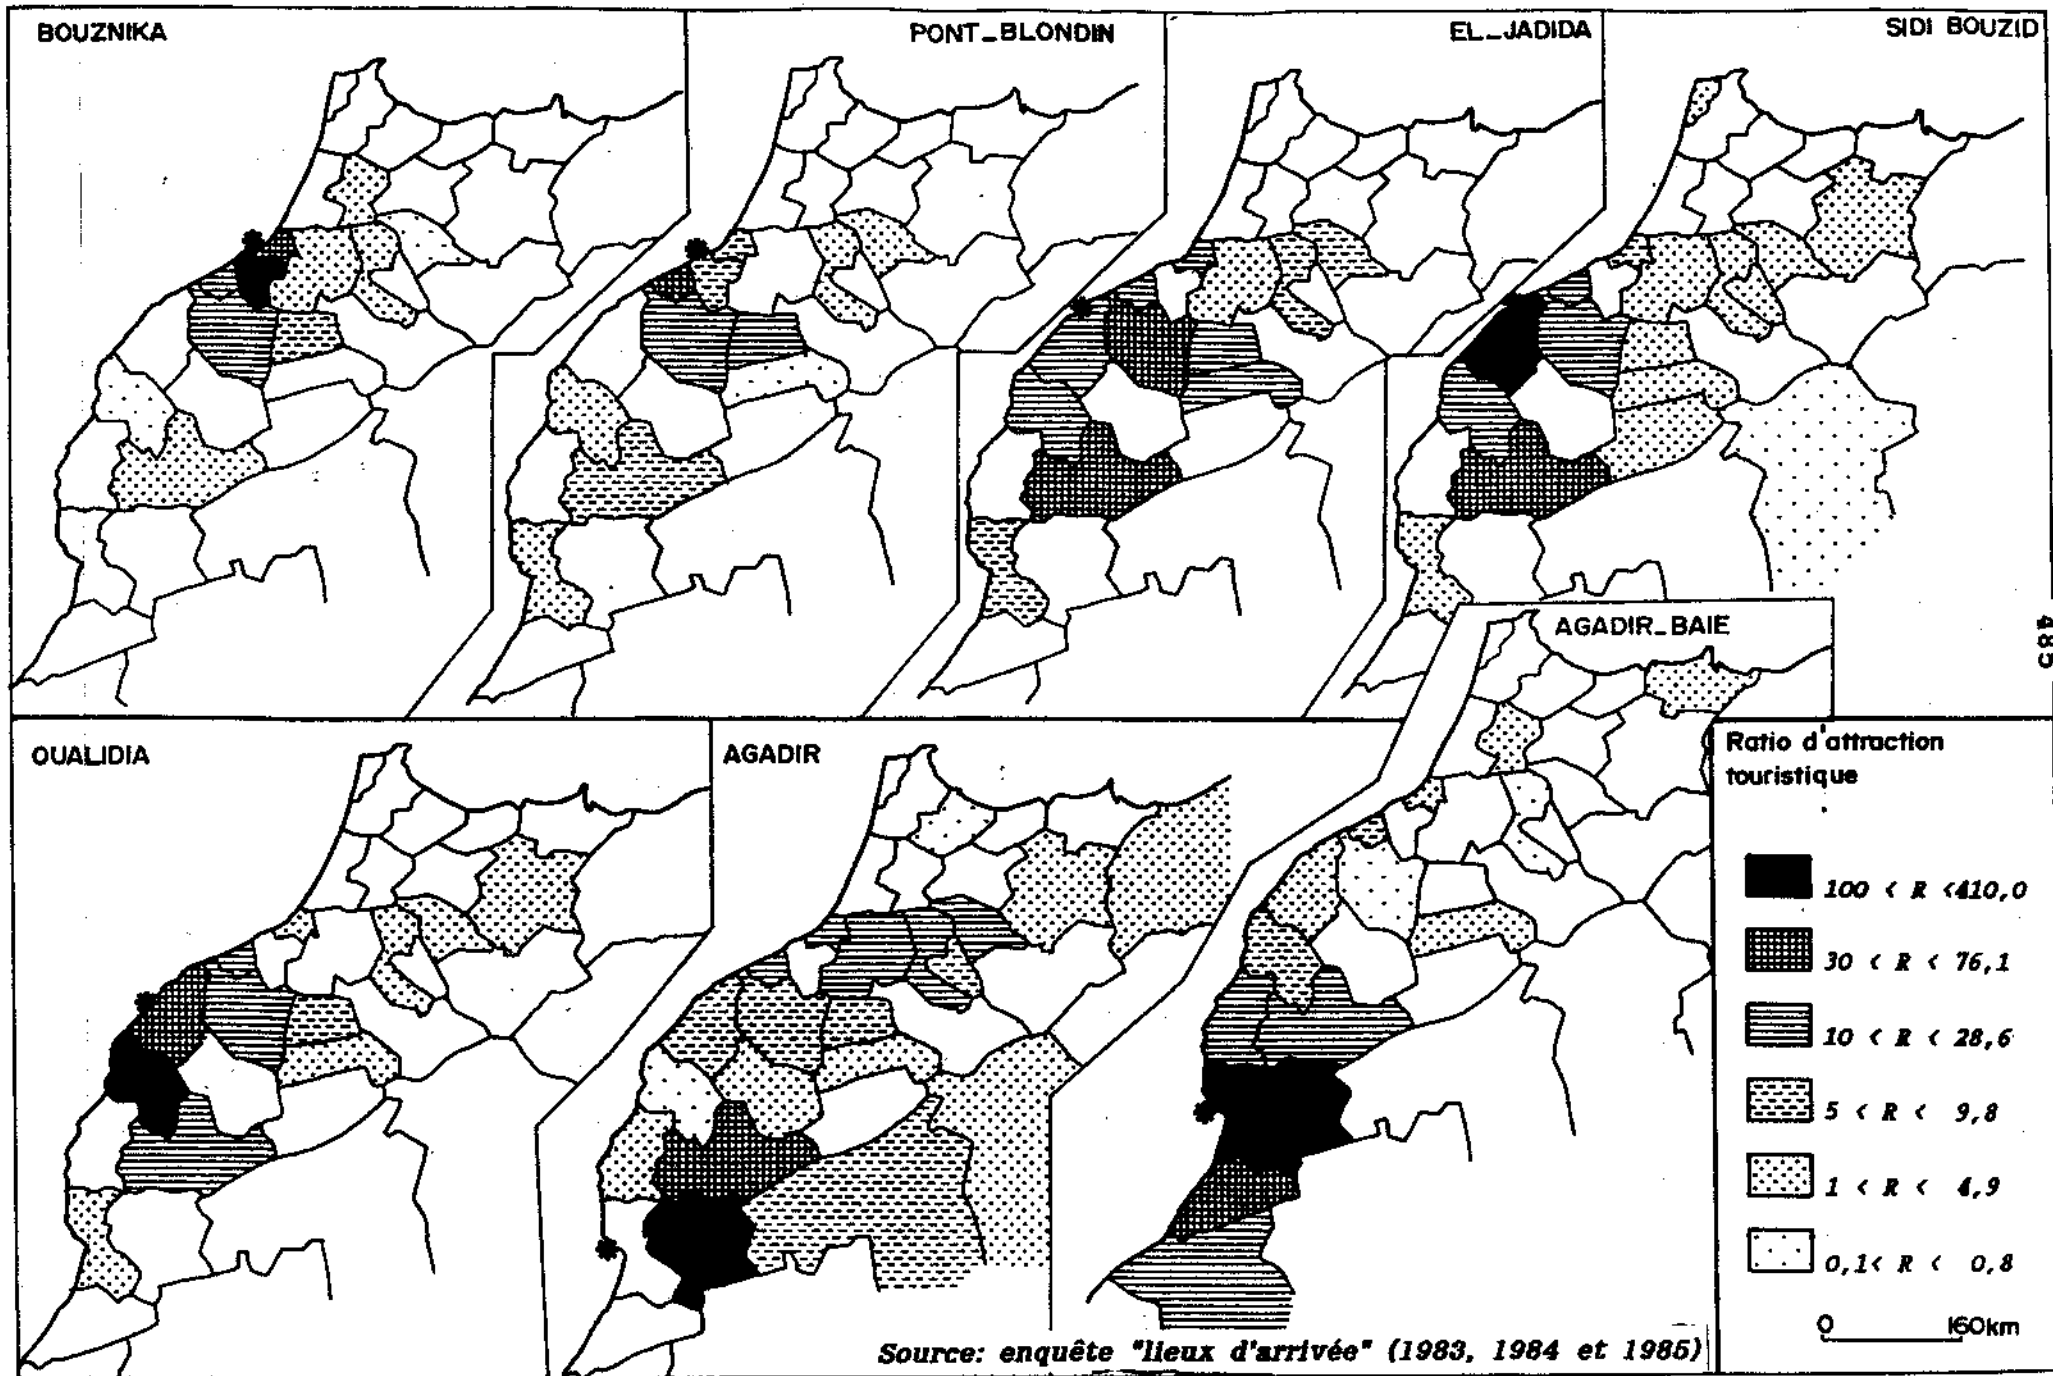 BOUZNIKA
PONT_BLONDIN
EL_JADIDA
SIDI BOUZID
AGADIR_BAIE
485
OUALIDIA
AGADIR
Ratio d'attraction
touristique
100 < R <410,0
30 < R < 76,1
10 < R < 28,6
5 < R < 9,8
1 < R < 4,9
0,1< R < 0,8
0 160km
Source: enquête "lieux d'arrivée" (1983, 1984 et 1985)